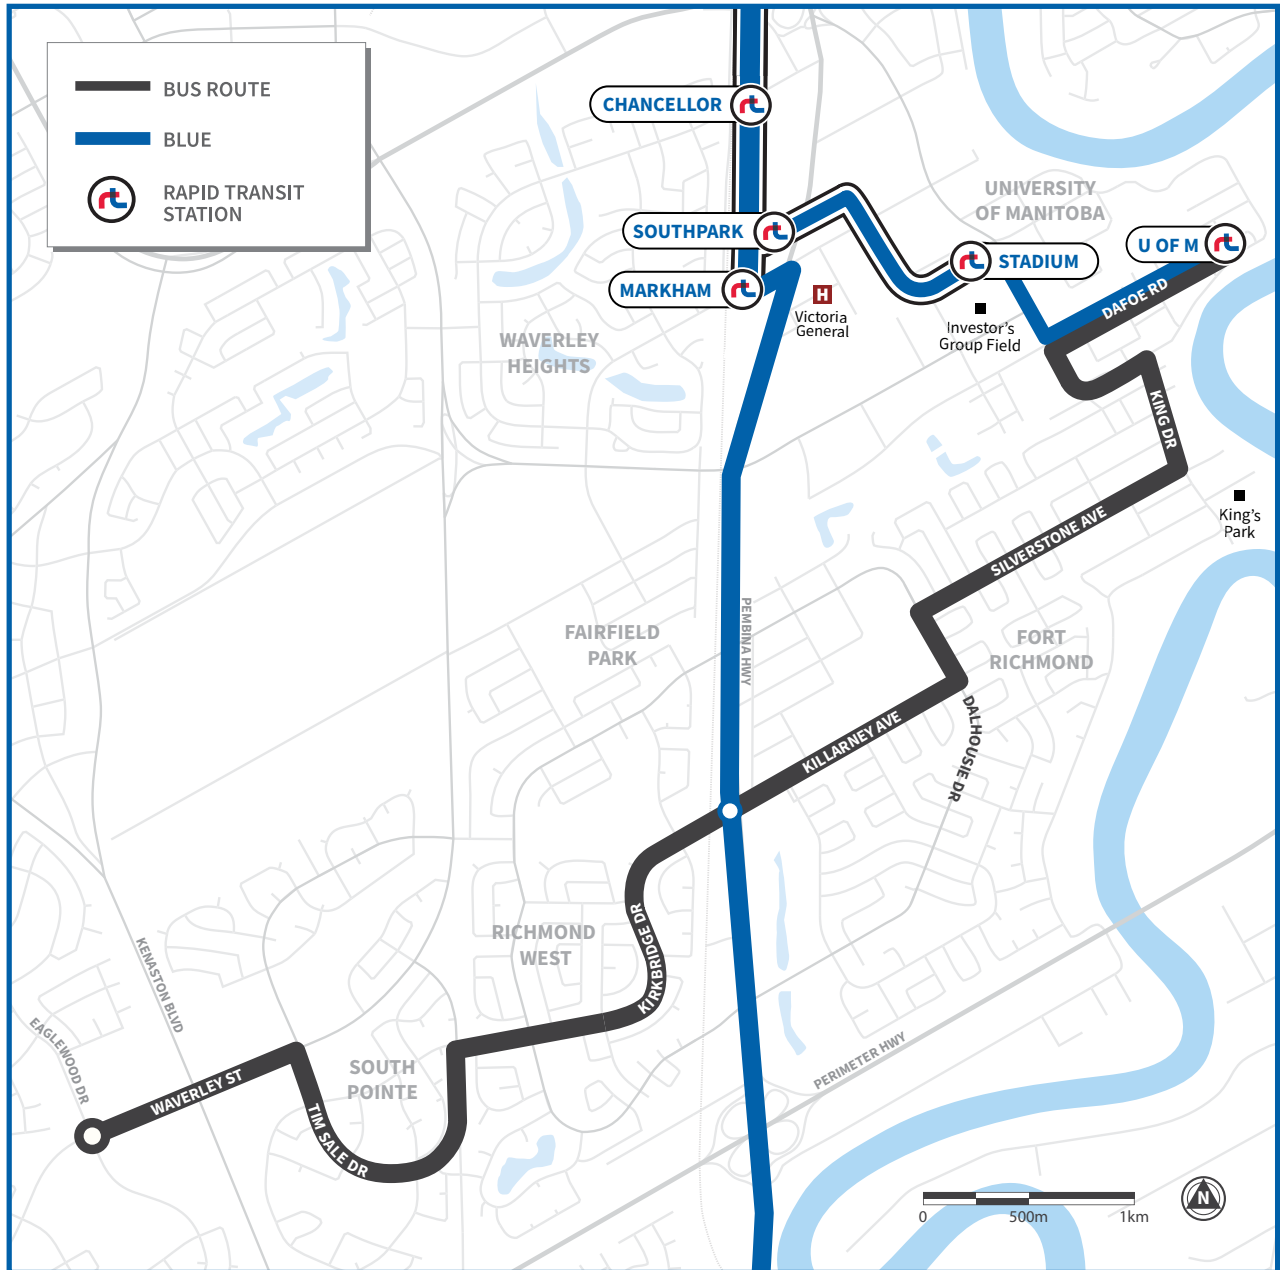 BUS ROUTE
BLUE
RAPID TRANSIT
STATION
CHANCELLOR
SOUTHPARK
MARKHAM
STADIUM
U OF M
UNIVERSITY
OF MANITOBA
DAFOE RD
H
Victoria
General
Investor's
Group Field
WAVERLEY
HEIGHTS
KING DR
King's
Park
SILVERSTONE AVE
FORT
RICHMOND
FAIRFIELD
PARK
PEMBINA HWY
KILLARNEY AVE
DALHOUSIE DR
RICHMOND
WEST
KIRKBRIDGE DR
KENASTON BLVD
EAGLEWOOD DR
WAVERLEY ST
SOUTH
POINTE
TIM SALE DR
PERIMETER HWY
0 500m 1km
N